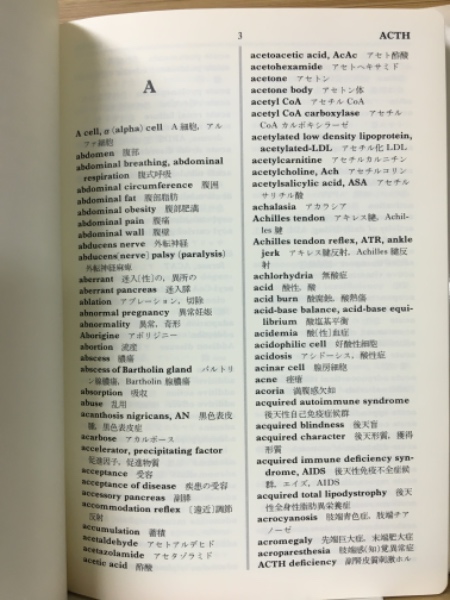 3
ACTH
A
A cell, α (alpha) cell A 細胞, アル
ファ細胞
abdomen 腹部
abdominal breathing, abdominal
respiration 腹式呼吸
abdominal circumference 腹囲
abdominal fat 腹部脂肪
abdominal obesity 腹部肥満
abdominal pain 腹痛
abdominal wall 腹壁
abducens nerve 外転神経
abducens(nerve) palsy (paralysis)
外転神経麻痺
aberrant 迷入〔性〕の, 異所の
aberrant pancreas 迷入膵
ablation アブレーション, 切除
abnormal pregnancy 異常妊娠
abnormality 異常, 奇形
Aborigine アボリジニー
abortion 流産
abscess 膿瘍
abscess of Bartholin gland バルトリ
ン腺膿瘍, Bartholin 腺膿瘍
absorption 吸収
abuse 乱用
acanthosis nigricans, AN 黒色表皮
腫, 黒色表皮症
acarbose アカルボース
accelerator, precipitating factor
促進因子, 促進物質
acceptance 受容
acceptance of disease 疾患の受容
accessory pancreas 副膵
accommodation reflex 〔遠近〕調節
反射
accumulation 蓄積
acetaldehyde アセトアルデヒド
acetazolamide アセタゾラミド
acetic acid 酢酸
acetoacetic acid, AcAc アセト酢酸
acetohexamide アセトヘキサミド
acetone アセトン
acetone body アセトン体
acetyl CoA アセチル CoA
acetyl CoA carboxylase アセチル
CoA カルボキシラーゼ
acetylated low density lipoprotein,
acetylated-LDL アセチル化 LDL
acetylcarnitine アセチルカルニチン
acetylcholine, Ach アセチルコリン
acetylsalicylic acid, ASA アセチル
サリチル酸
achalasia アカラシア
Achilles tendon アキレス腱, Achil-
les 腱
Achilles tendon reflex, ATR, ankle
jerk アキレス腱反射, Achilles 腱反
射
achlorhydria 無酸症
acid 酸性, 酸
acid burn 酸腐蝕, 酸熱傷
acid-base balance, acid-base equi-
librium 酸塩基平衡
acidemia 酸〔性〕血症
acidophilic cell 好酸性細胞
acidosis アシドーシス, 酸性症
acinar cell 腺房細胞
acne 痤瘡
acoria 満腹感欠如
acquired autoimmune syndrome
後天性自己免疫症候群
acquired blindness 後天盲
acquired character 後天形質, 獲得
形質
acquired immune deficiency syn-
drome, AIDS 後天性免疫不全症候
群, エイズ, AIDS
acquired total lipodystrophy 後天
性全身性脂肪異栄養症
acrocyanosis 肢端青色症, 肢端チア
ノーゼ
acromegaly 先端巨大症, 末端肥大症
acroparesthesia 肢端感(知)覚異常症
ACTH deficiency 副腎皮質刺激ホル